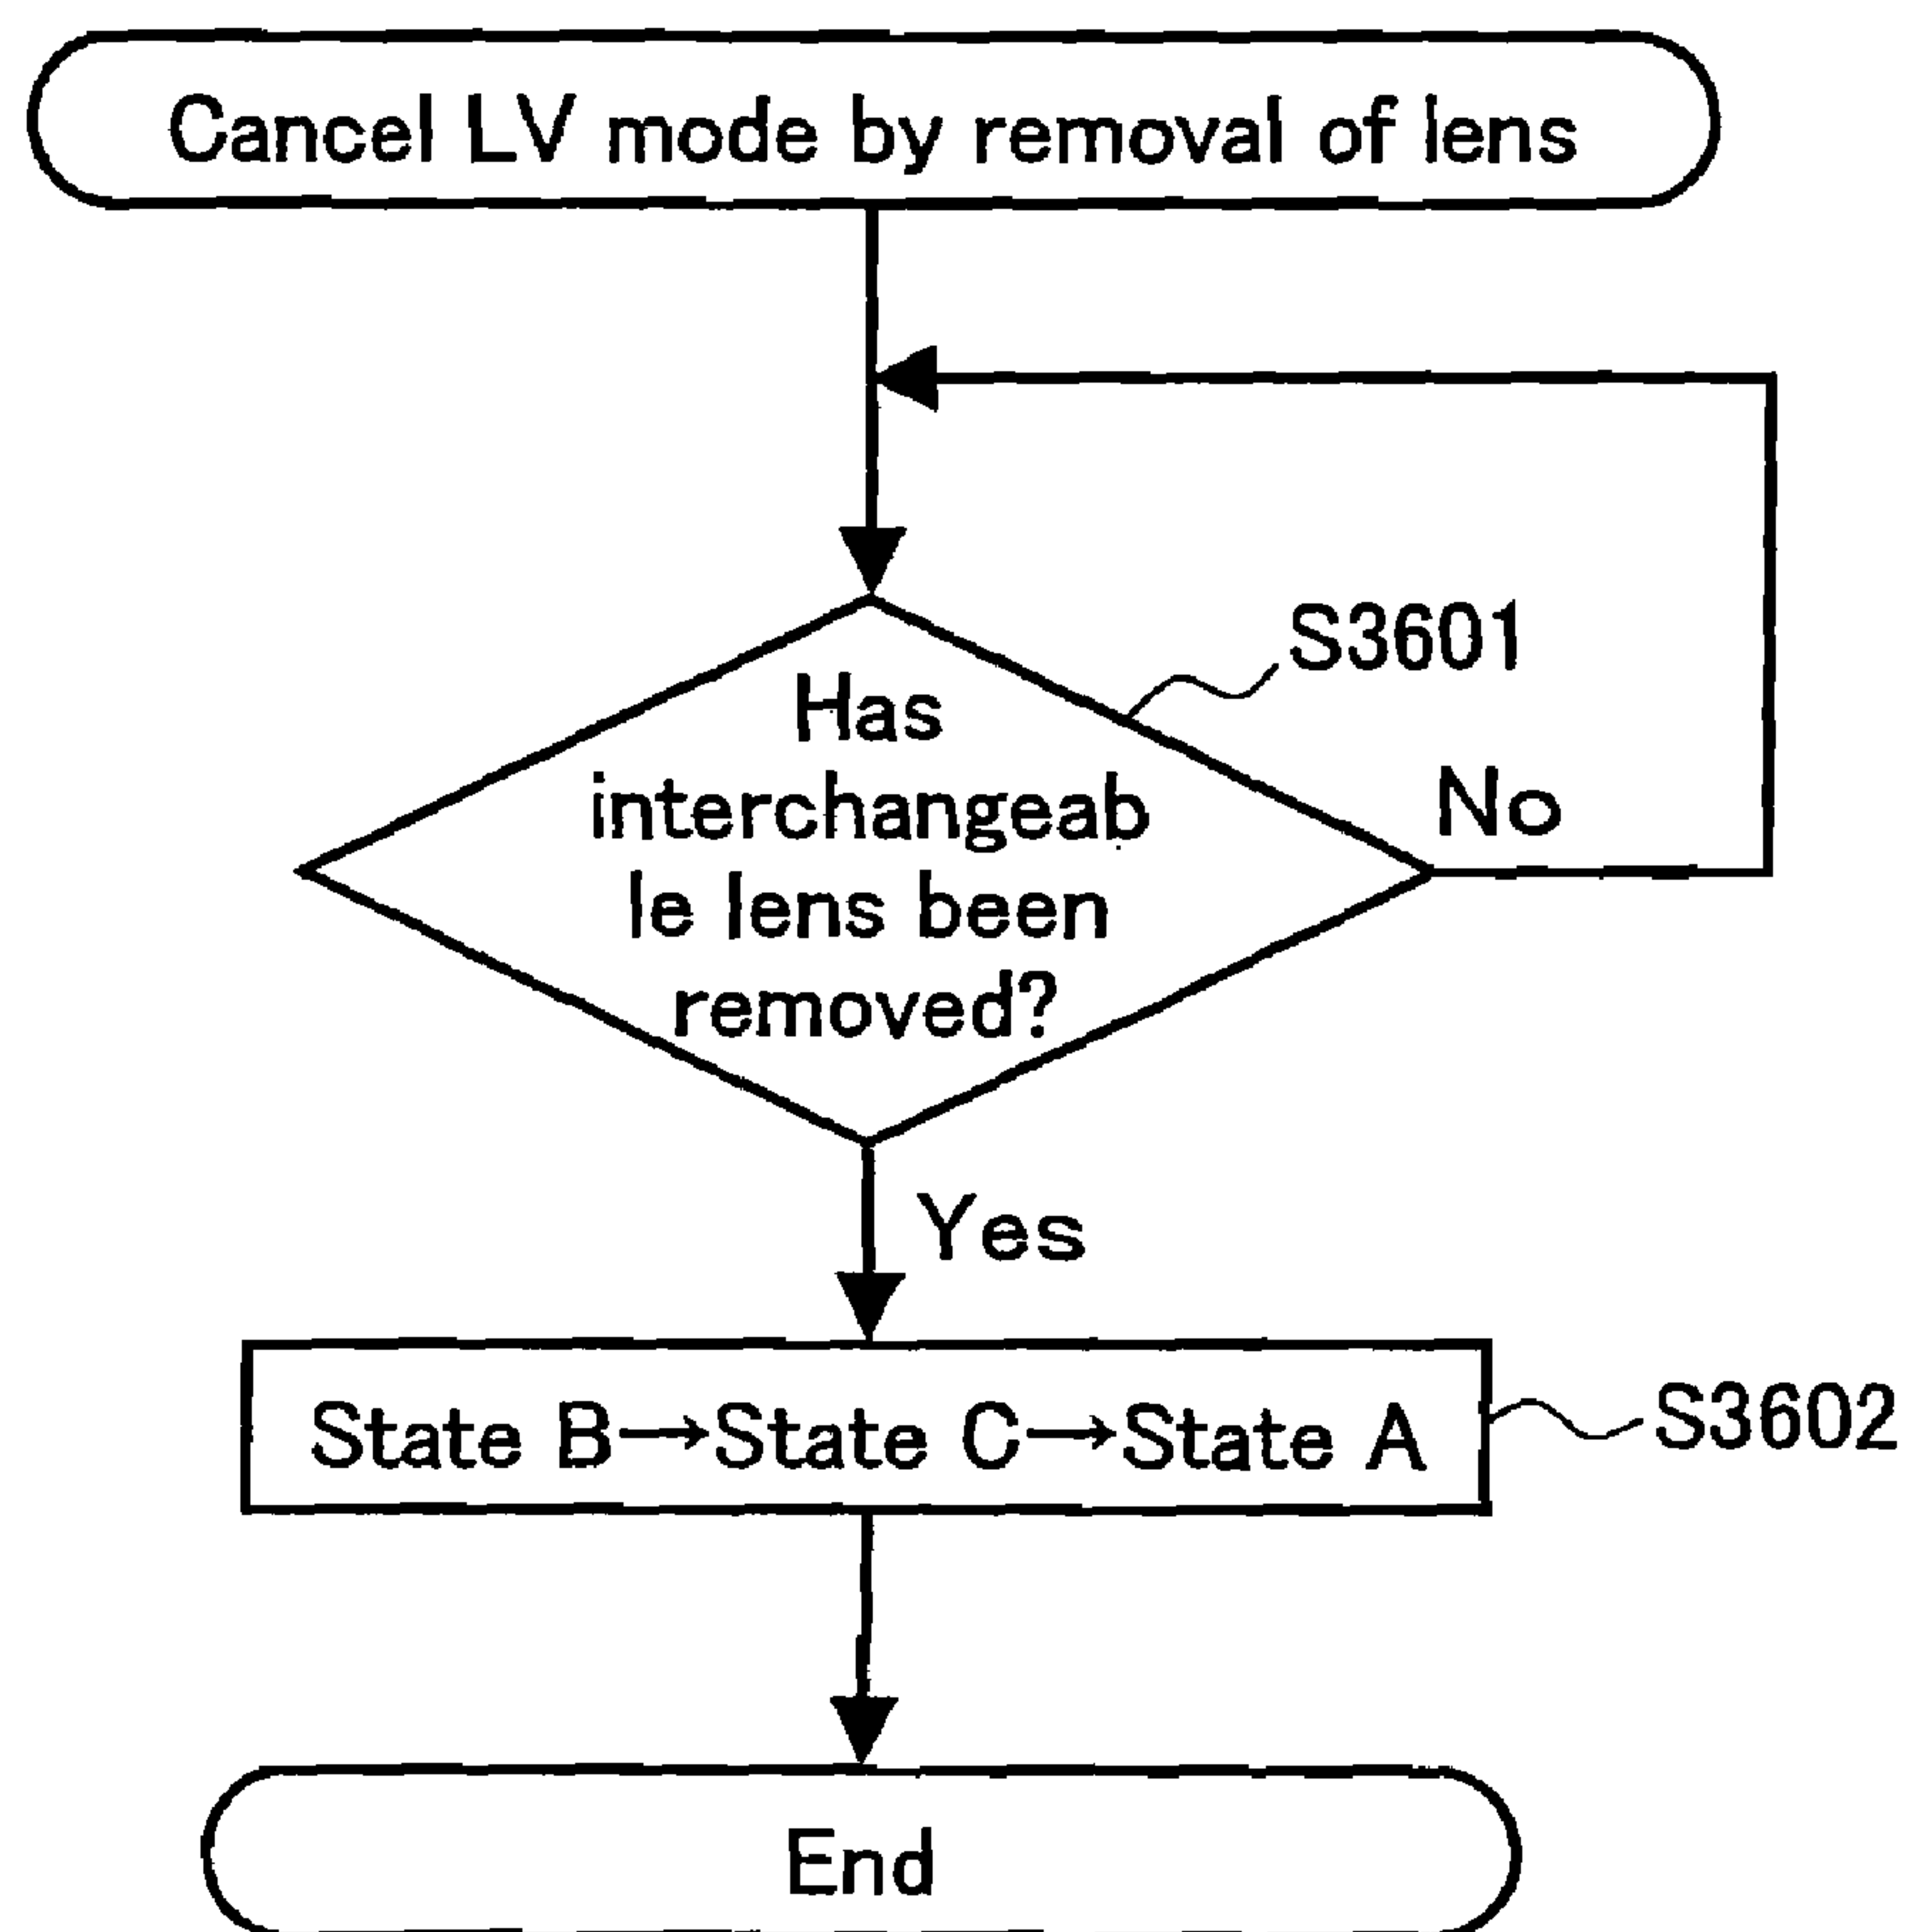 Cancel LV mode by removal of lens
S3601
Has
interchangeab
le lens been
removed?
No
Yes
State B→State C→State A
S3602
End